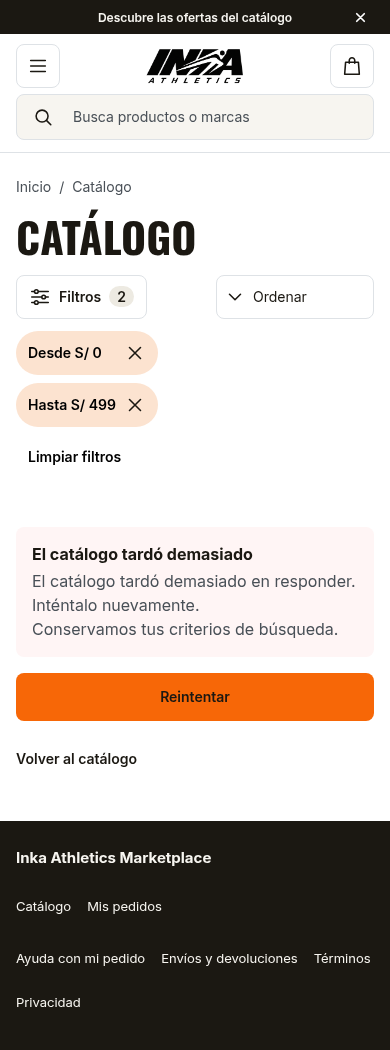 Descubre las ofertas del catálogo
INKA
ATHLETICS
Busca productos o marcas
Inicio / Catálogo
CATÁLOGO
Filtros 2
Ordenar
Desde S/ 0
Hasta S/ 499
Limpiar filtros
El catálogo tardó demasiado
El catálogo tardó demasiado en responder.
Inténtalo nuevamente.
Conservamos tus criterios de búsqueda.
Reintentar
Volver al catálogo
Inka Athletics Marketplace
Catálogo Mis pedidos
Ayuda con mi pedido Envíos y devoluciones Términos
Privacidad